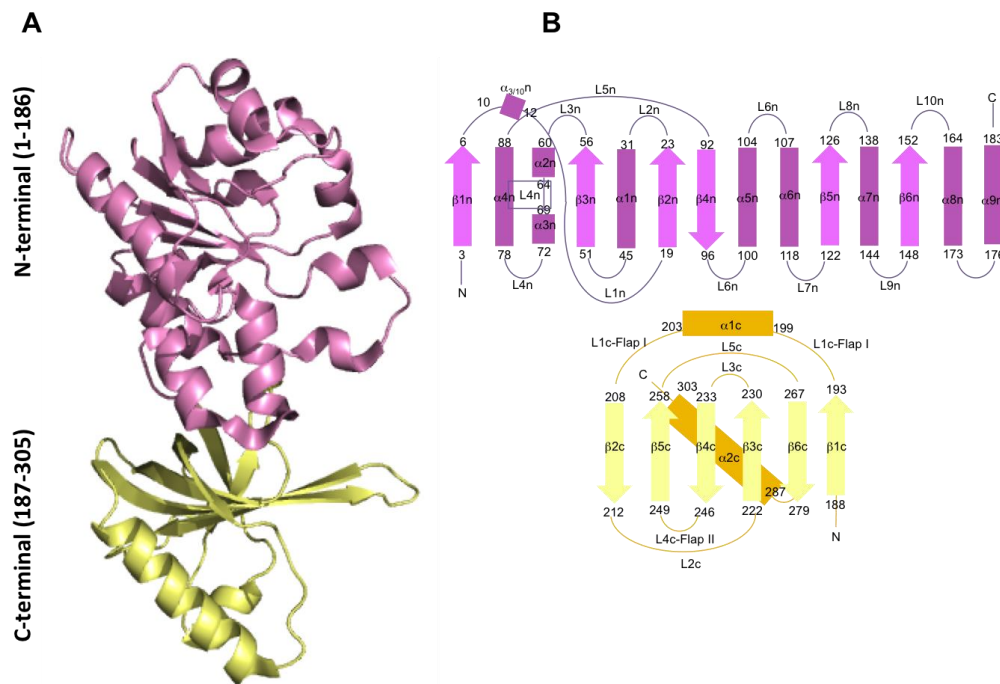 A
B
N-terminal (1-186)
C-terminal (187-305)
α3/10n
L5n
10
12
L3n
L2n
L6n
L8n
L10n
C
6
88
60
56
31
23
92
104
107
126
138
152
164
183
α2n
64
β1n
α4n
L4n
β3n
α1n
β2n
β4n
α5n
α6n
β5n
α7n
β6n
α8n
α9n
69
α3n
3
78
72
51
45
19
96
100
118
122
144
148
173
176
N
L4n
L1n
L6n
L7n
L9n
203
α1c
199
L1c-Flap I
L1c-Flap I
L5c
L3c
C
303
208
258
233
230
267
193
β2c
β5c
β4c
β3c
β6c
β1c
α2c
287
212
249
246
222
279
188
L4c-Flap II
N
L2c